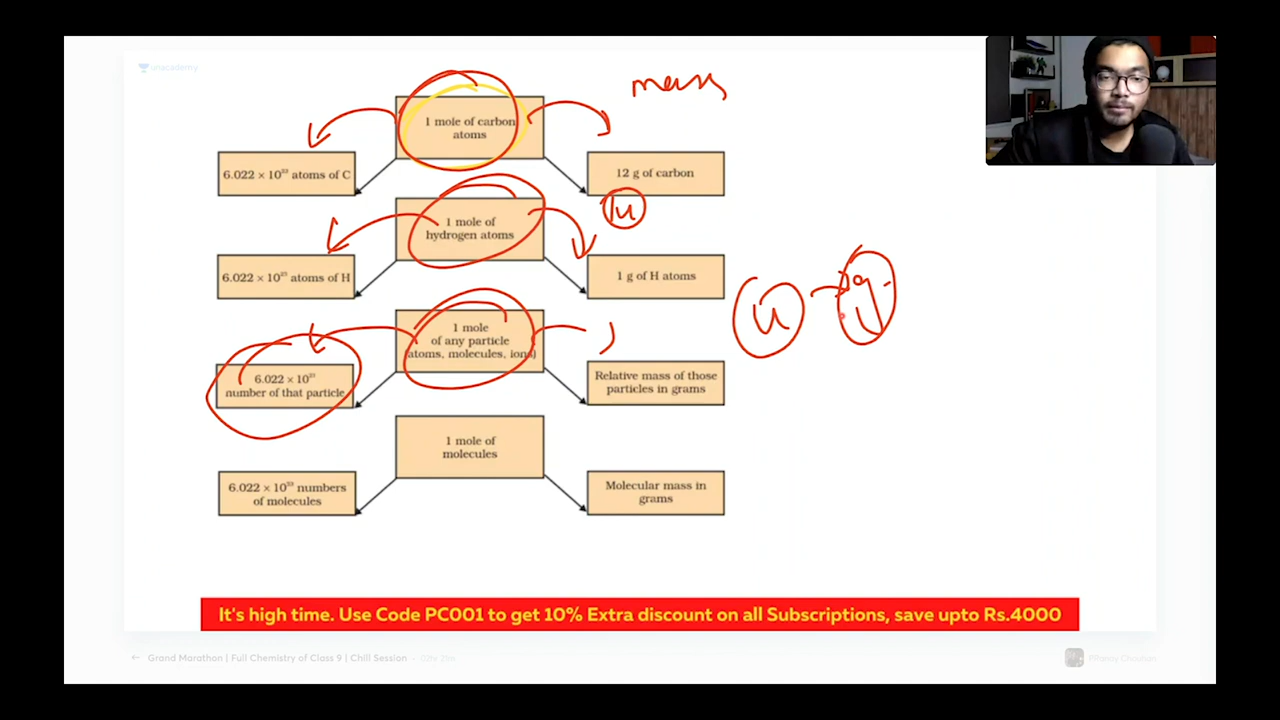 unacademy
mass
1 mole of carbon
atoms
6.022 × 10²³ atoms of C
12 g of carbon
1u
1 mole of
hydrogen atoms
6.022 × 10²³ atoms of H
1 g of H atoms
u
g
1 mole
of any particle
(atoms, molecules, ions)
6.022 × 10²³
number of that particle
Relative mass of those
particles in grams
1 mole of
molecules
6.022 × 10²³ numbers
of molecules
Molecular mass in
grams
It's high time. Use Code PC001 to get 10% Extra discount on all Subscriptions, save upto Rs.4000
← Grand Marathon | Full Chemistry of Class 9 | Chill Session